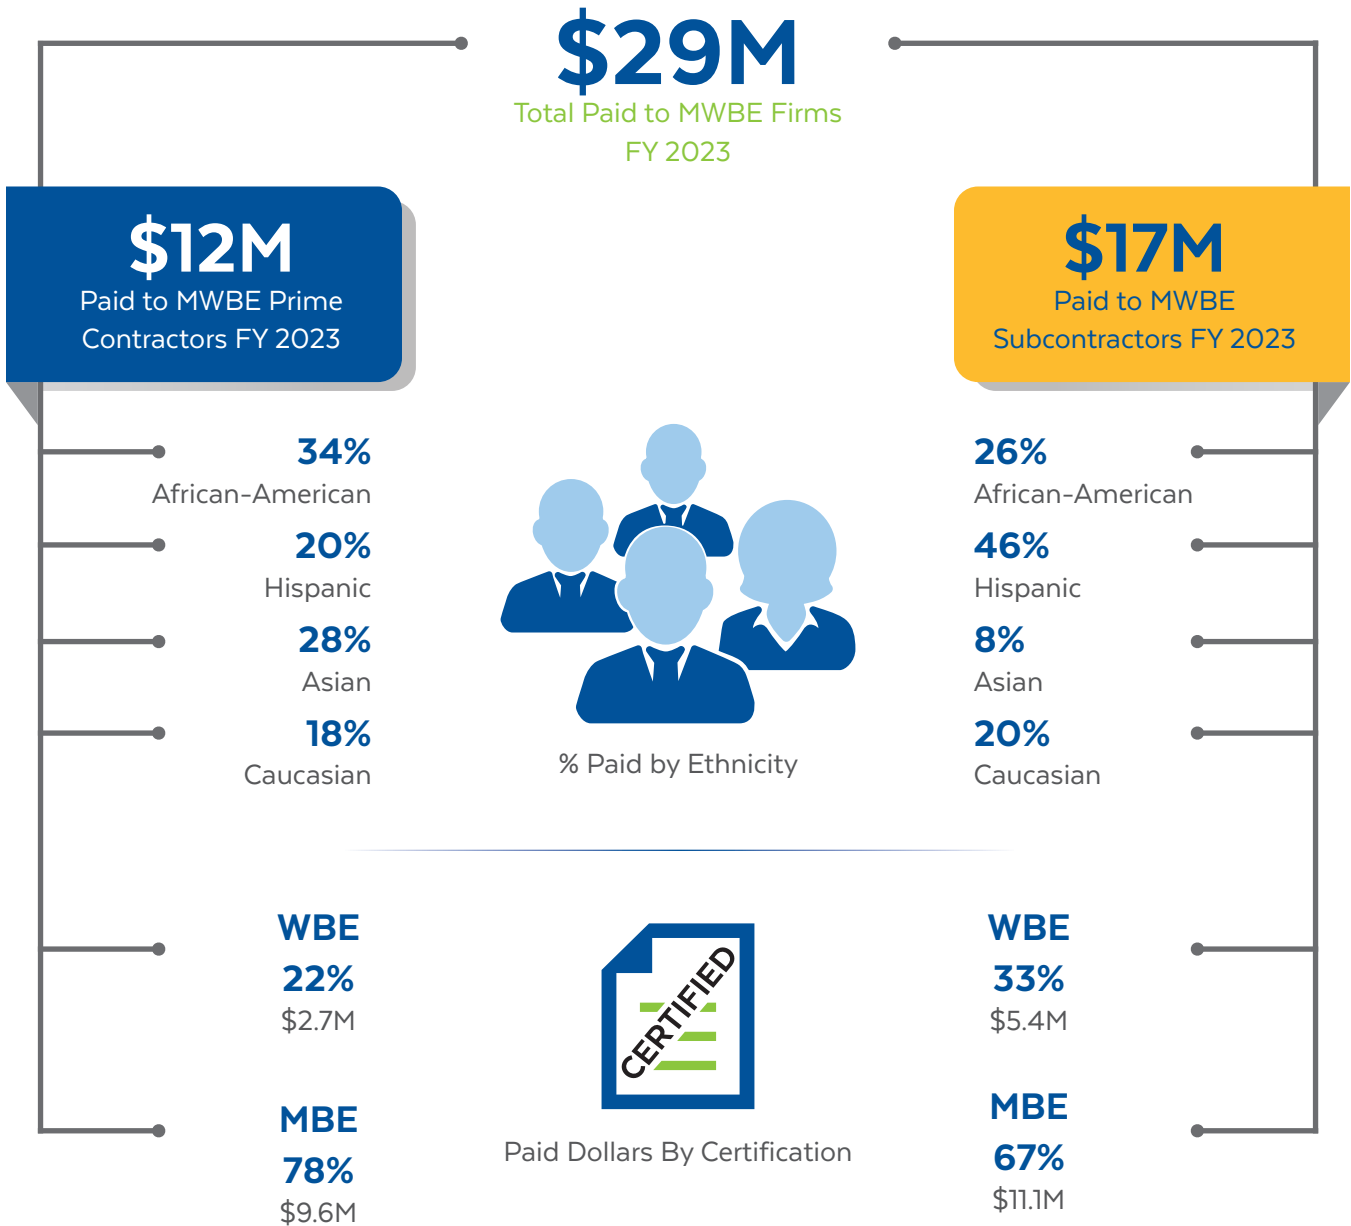 $29M
Total Paid to MWBE Firms
FY 2023
$12M
Paid to MWBE Prime
Contractors FY 2023
$17M
Paid to MWBE
Subcontractors FY 2023
34%
African-American
20%
Hispanic
28%
Asian
18%
Caucasian
% Paid by Ethnicity
26%
African-American
46%
Hispanic
8%
Asian
20%
Caucasian
WBE
22%
$2.7M
MBE
78%
$9.6M
CERTIFIED
Paid Dollars By Certification
WBE
33%
$5.4M
MBE
67%
$11.1M